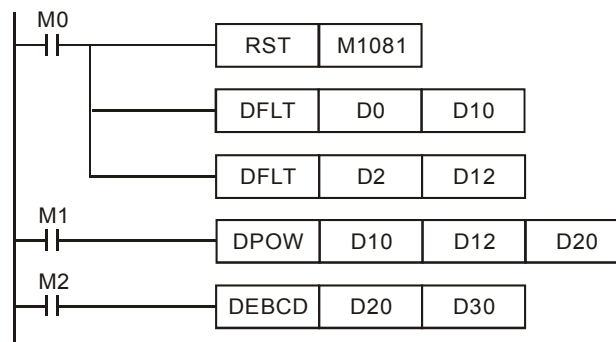 M0
RST M1081
DFLT D0 D10
DFLT D2 D12
M1
DPOW D10 D12 D20
M2
DEBCD D20 D30